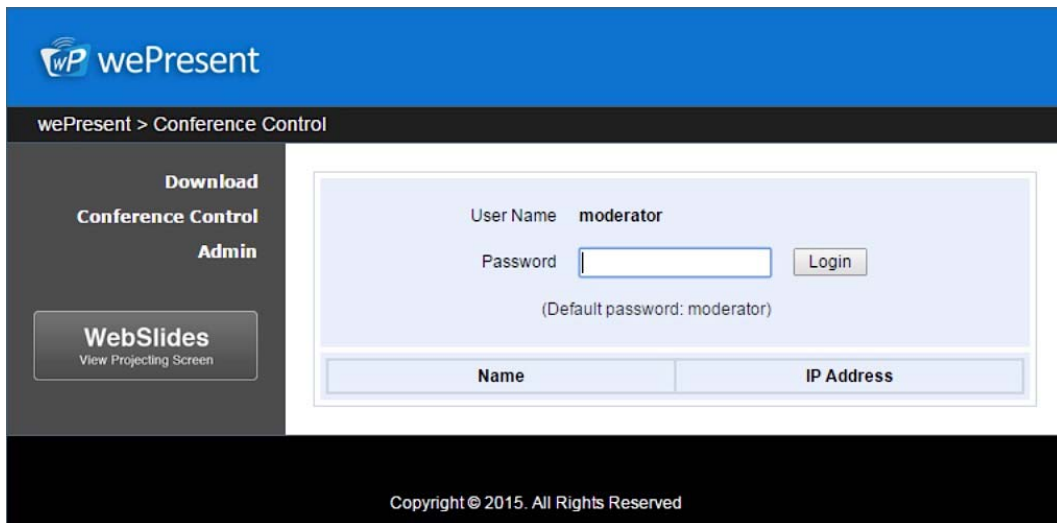 wP wePresent
wePresent > Conference Control
Download
Conference Control
Admin
WebSlides
View Projecting Screen
User Name moderator
Password Login
(Default password: moderator)
Name IP Address
Copyright © 2015. All Rights Reserved